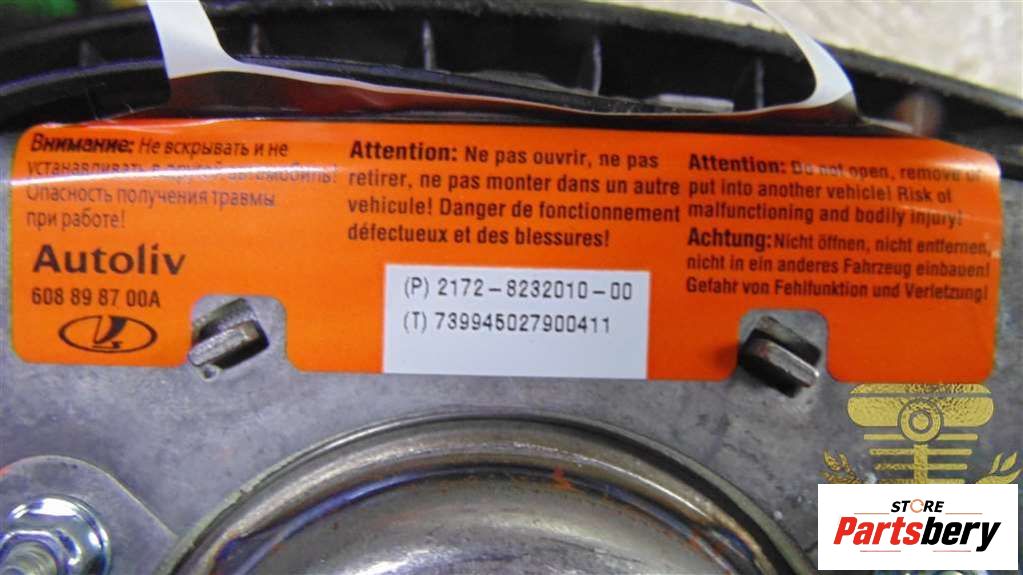 Внимание: Не вскрывать и не
устанавливать в другой автомобиль!
Опасность получения травмы
при работе!
Autoliv
608 89 87 00A
Attention: Ne pas ouvrir, ne pas
retirer, ne pas monter dans un autre
vehicule! Danger de fonctionnement
défectueux et des blessures!
(P) 2172-8232010-00
(T) 739945027900411
Attention: Do not open, remove or
put into another vehicle! Risk of
malfunctioning and bodily injury!
Achtung: Nicht öffnen, nicht entfernen,
nicht in ein anderes Fahrzeug einbauen!
Gefahr von Fehlfunktion und Verletzung!
STORE
Partsbery